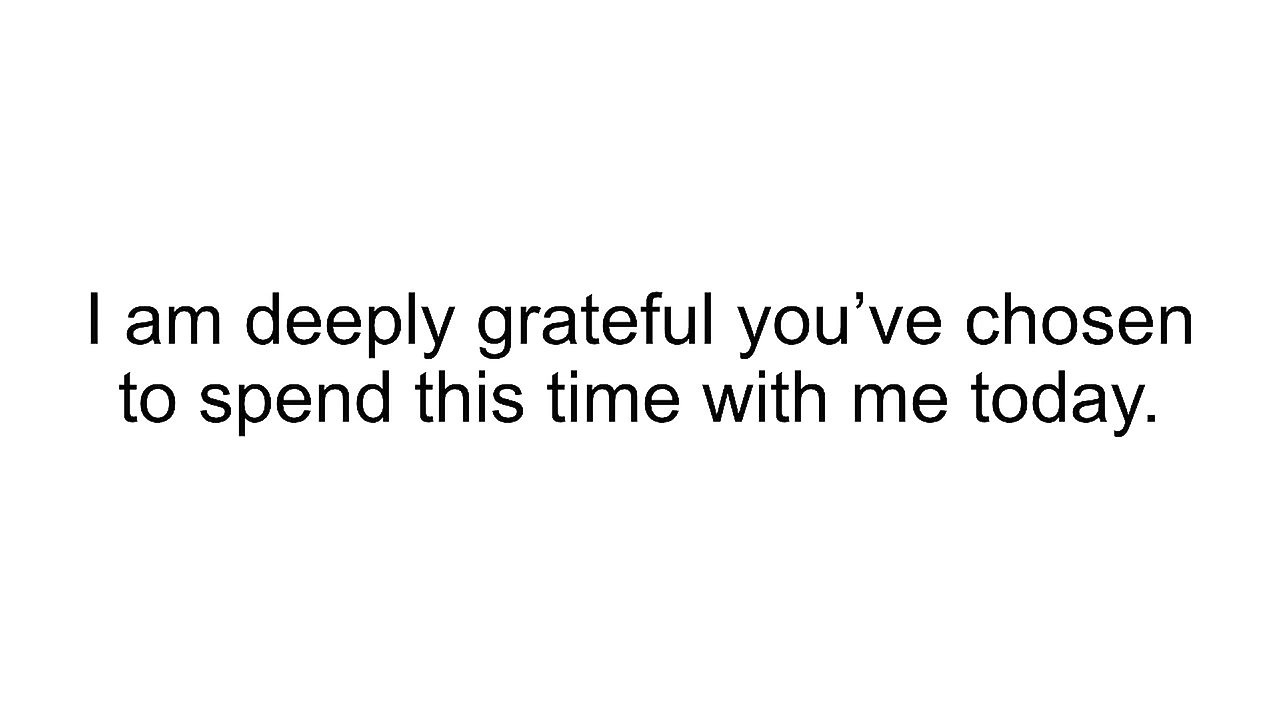 I am deeply grateful you’ve chosen
to spend this time with me today.